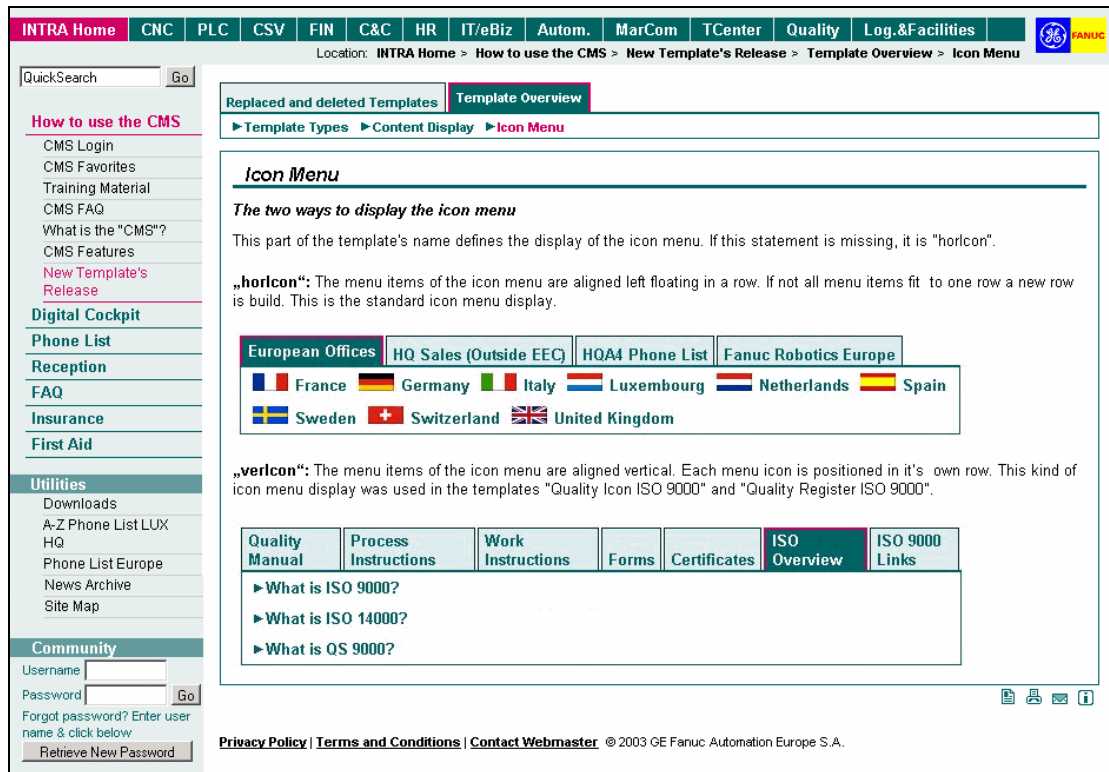 INTRA Home CNC PLC CSV FIN C&C HR IT/eBiz Autom. MarCom TCenter Quality Log.&Facilities
GE FANUC
Location: INTRA Home > How to use the CMS > New Template's Release > Template Overview > Icon Menu
QuickSearch Go
How to use the CMS
CMS Login
CMS Favorites
Training Material
CMS FAQ
What is the "CMS"?
CMS Features
New Template's
Release
Digital Cockpit
Phone List
Reception
FAQ
Insurance
First Aid
Utilities
Downloads
A-Z Phone List LUX
HQ
Phone List Europe
News Archive
Site Map
Community
Username
Password Go
Forgot password? Enter user
name & click below
Retrieve New Password
Replaced and deleted Templates Template Overview
►Template Types ►Content Display ►Icon Menu
Icon Menu
The two ways to display the icon menu
This part of the template's name defines the display of the icon menu. If this statement is missing, it is "horIcon".
„horIcon“: The menu items of the icon menu are aligned left floating in a row. If not all menu items fit to one row a new row
is build. This is the standard icon menu display.
European Offices HQ Sales (Outside EEC) HQA4 Phone List Fanuc Robotics Europe
France Germany Italy Luxembourg Netherlands Spain
Sweden Switzerland United Kingdom
„verIcon“: The menu items of the icon menu are aligned vertical. Each menu icon is positioned in it's own row. This kind of
icon menu display was used in the templates "Quality Icon ISO 9000" and "Quality Register ISO 9000".
Quality Manual Process Instructions Work Instructions Forms Certificates ISO Overview ISO 9000 Links
►What is ISO 9000?
►What is ISO 14000?
►What is QS 9000?
Privacy Policy | Terms and Conditions | Contact Webmaster © 2003 GE Fanuc Automation Europe S.A.